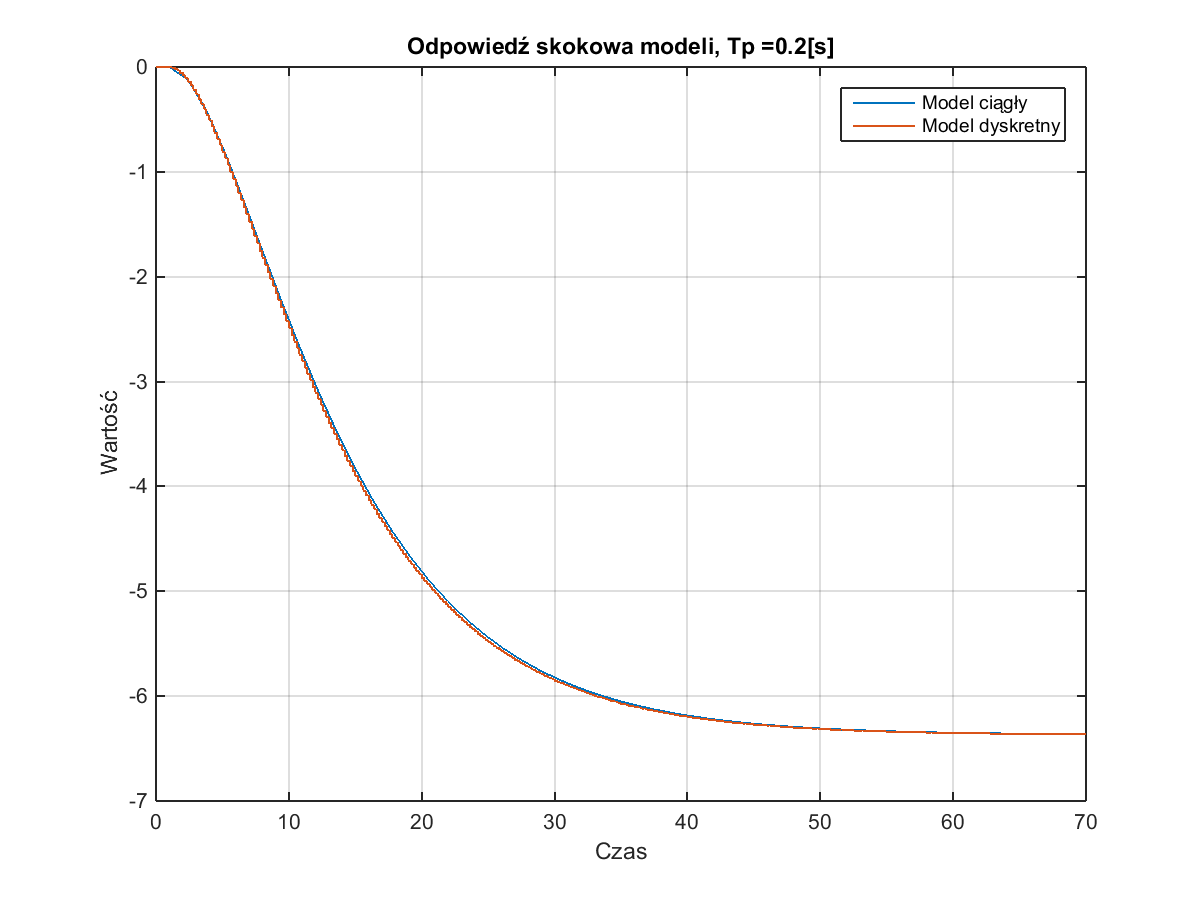 Odpowiedź skokowa modeli, Tp =0.2[s]
Model ciągły
Model dyskretny
0
-1
-2
-3
-4
-5
-6
-7
Wartość
0 10 20 30 40 50 60 70
Czas